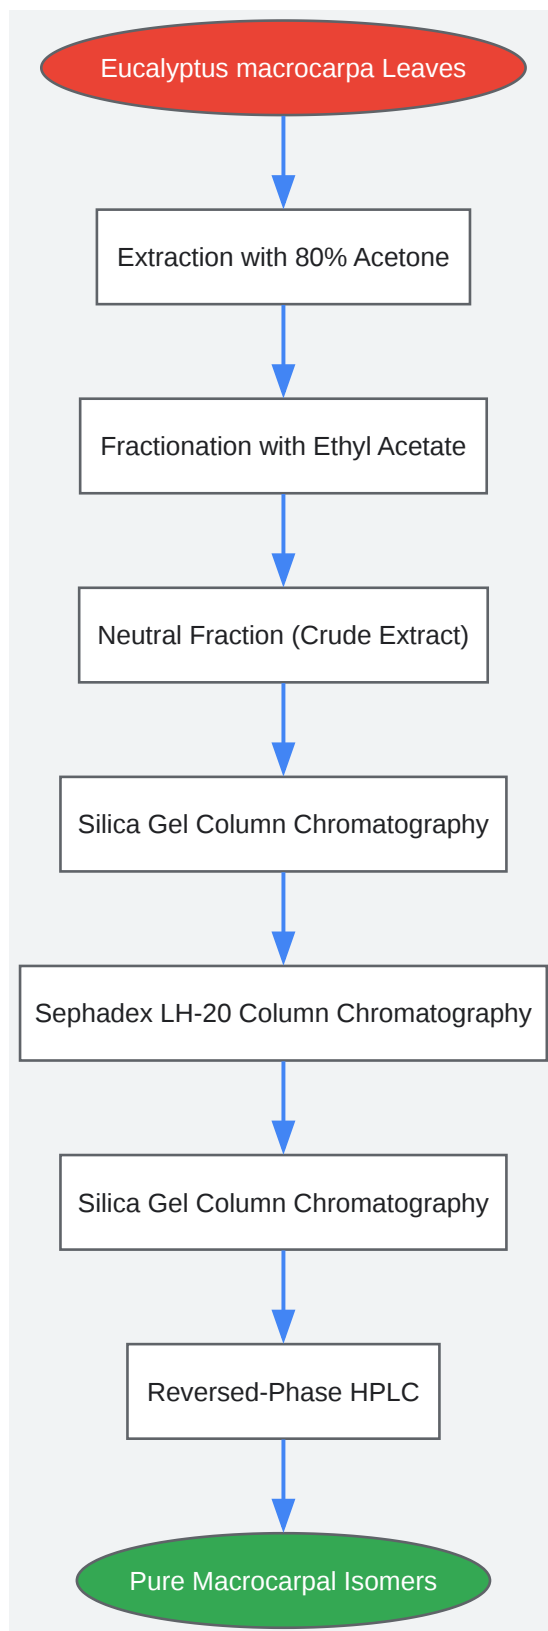 Eucalyptus macrocarpa Leaves
Extraction with 80% Acetone
Fractionation with Ethyl Acetate
Neutral Fraction (Crude Extract)
Silica Gel Column Chromatography
Sephadex LH-20 Column Chromatography
Silica Gel Column Chromatography
Reversed-Phase HPLC
Pure Macrocarpal Isomers